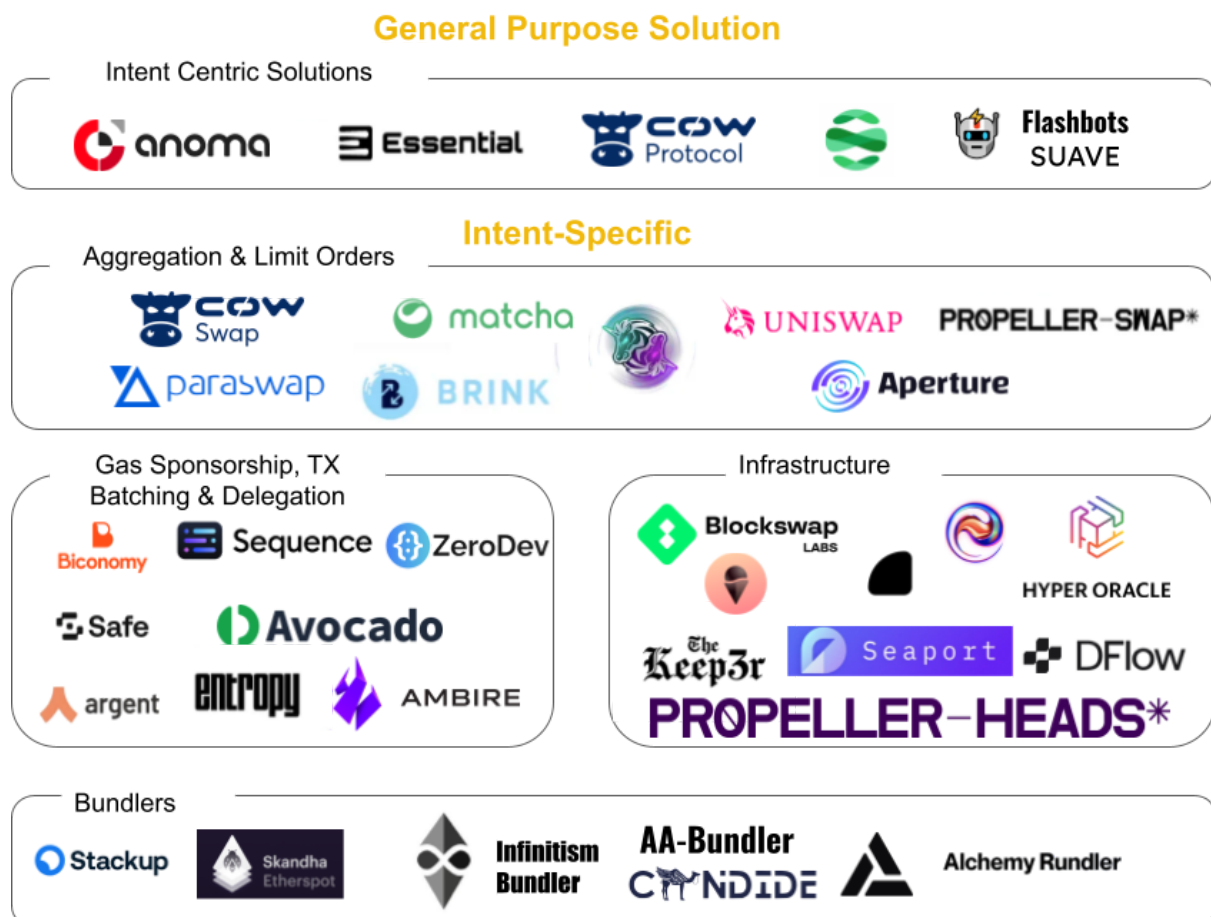 General Purpose Solution
Intent Centric Solutions
anoma
Essential
COW
Protocol
Flashbots
SUAVE
Intent-Specific
Aggregation & Limit Orders
COW
Swap
matcha
UNISWAP
PROPELLER-SWAP*
paraswap
BRINK
Aperture
Gas Sponsorship, TX
Batching & Delegation
Biconomy
Sequence
ZeroDev
Safe
Avocado
argent
entropy
AMBIRE
Infrastructure
Blockswap
LABS
HYPER ORACLE
The
Keep3r
Seaport
DFlow
PROPELLER-HEADS*
Bundlers
Stackup
Skandha
Etherspot
Infinitism
Bundler
AA-Bundler
CANDIDE
Alchemy Rundler